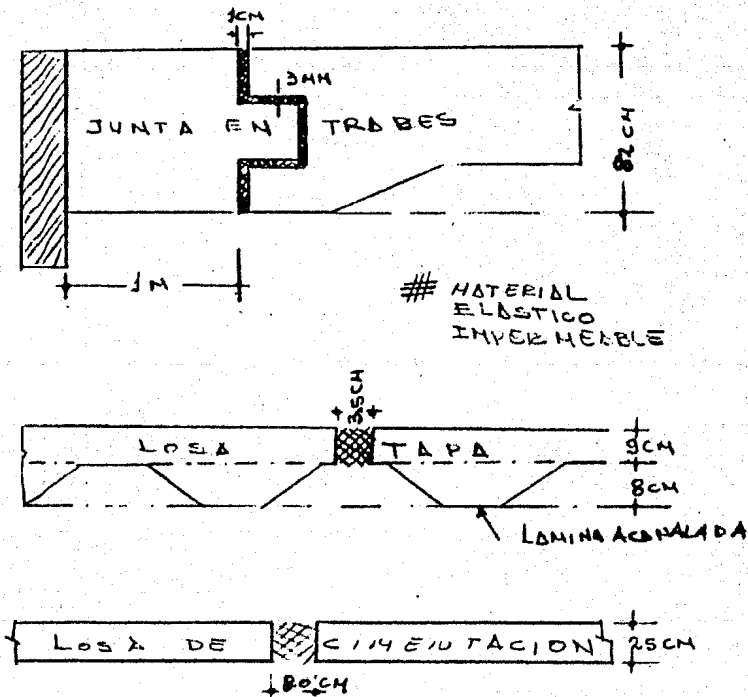 1CM
3MM
JUNTA EN TRABES
82CM
1M
MATERIAL
ELASTICO
IMPERMEABLE
3.5CM
LOSA TAPA
9CM
8CM
LAMINA ACANALADA
LOSA DE CIMENTACION
25CM
20CM